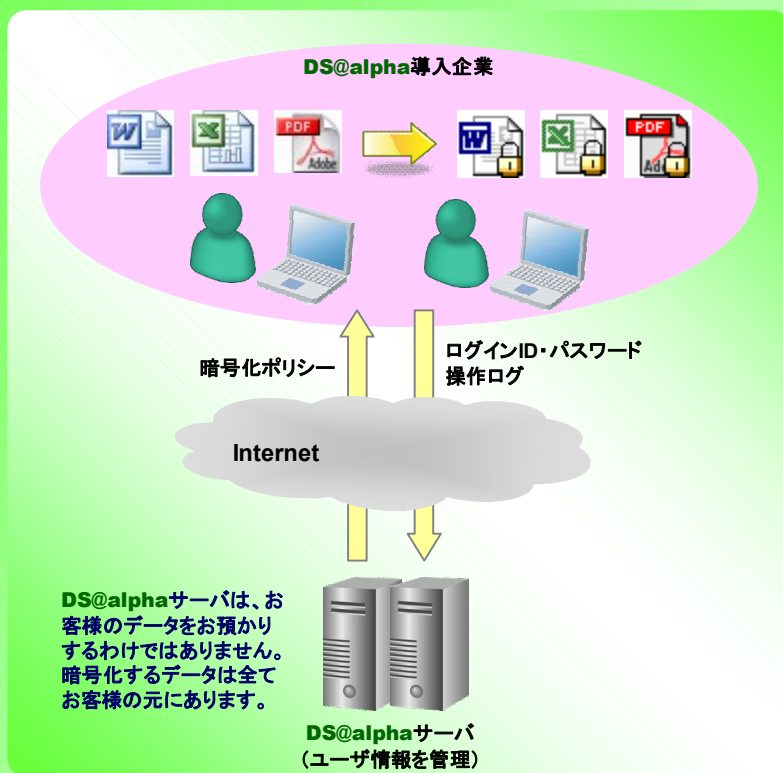 DS@alpha導入企業
W
PDF
Adobe
W
PDF
暗号化ポリシー
ログインID・パスワード
操作ログ
Internet
DS@alphaサーバは、お
客様のデータをお預かり
するわけではありません。
暗号化するデータは全て
お客様の元にあります。
DS@alphaサーバ
（ユーザ情報を管理）